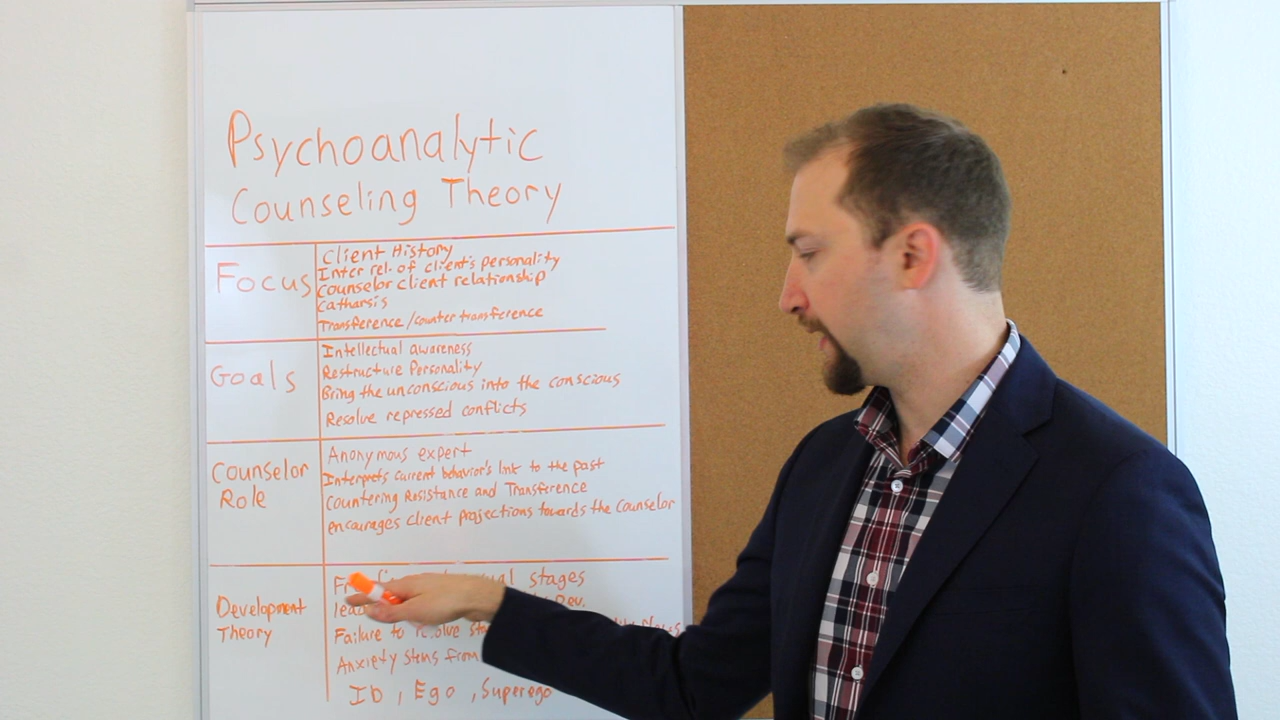 Psychoanalytic
Counseling Theory
Focus
Client History
Inter rel. of client's personality
Counselor client relationship
Catharsis
Transference/counter transference
Goals
Intellectual awareness
Restructure Personality
Bring the unconscious into the conscious
Resolve repressed conflicts
Counselor
Role
Anonymous expert
Interprets current behavior's link to the past
Countering Resistance and Transference
encourages client projections towards the Counselor
Development
Theory
stages
Dev.
Failure to resolve
Anxiety stems from
ID, Ego, Superego